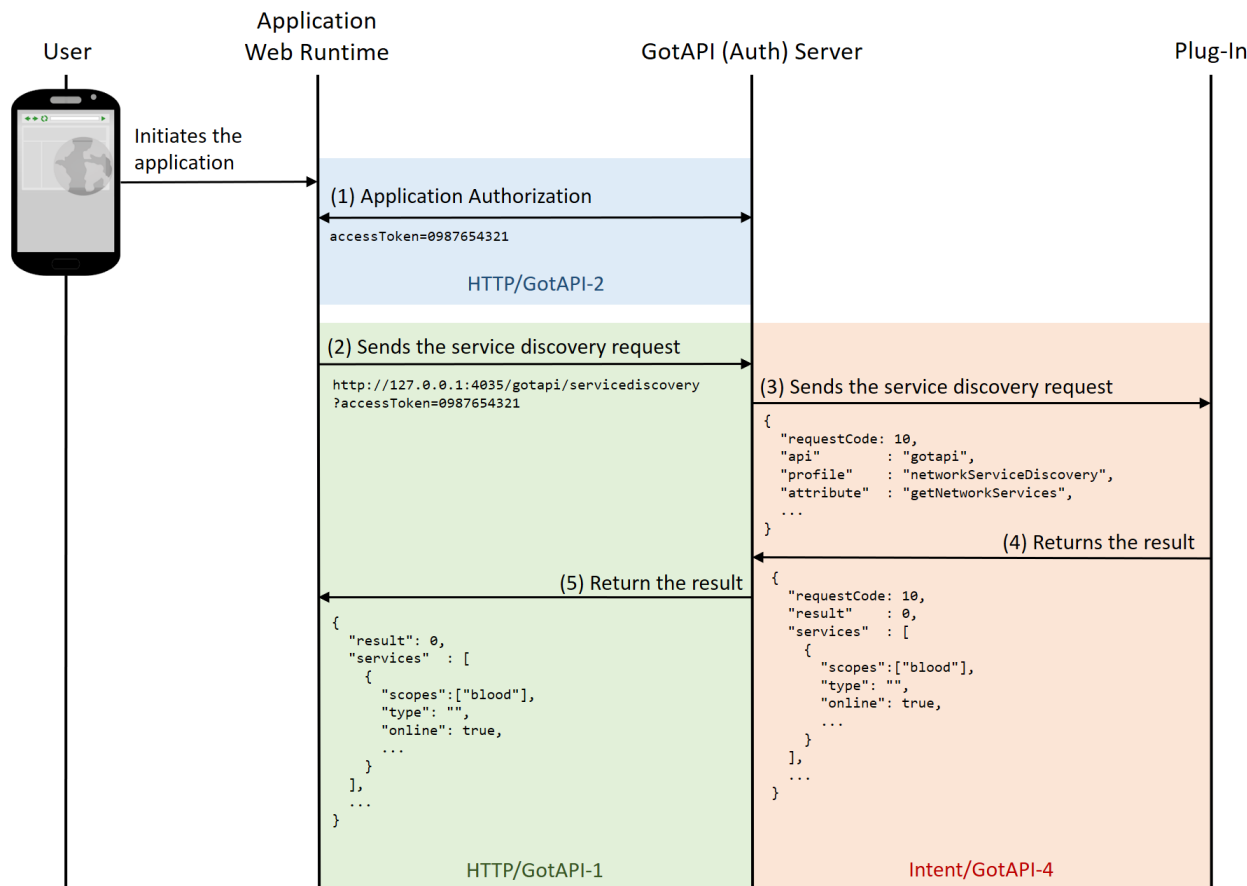 User
Application
Web Runtime
GotAPI (Auth) Server
Plug-In
Initiates the
application
(1) Application Authorization
accessToken=0987654321
HTTP/GotAPI-2
(2) Sends the service discovery request
http://127.0.0.1:4035/gotapi/servicediscovery
?accessToken=0987654321
(3) Sends the service discovery request
{
"requestCode: 10,
"api" : "gotapi",
"profile" : "networkServiceDiscovery",
"attribute" : "getNetworkServices",
...
}
(4) Returns the result
{
"requestCode: 10,
"result" : 0,
"services" : [
{
"scopes":["blood"],
"type": "",
"online": true,
...
}
],
...
}
(5) Return the result
{
"result": 0,
"services" : [
{
"scopes":["blood"],
"type": "",
"online": true,
...
}
],
...
}
HTTP/GotAPI-1
Intent/GotAPI-4